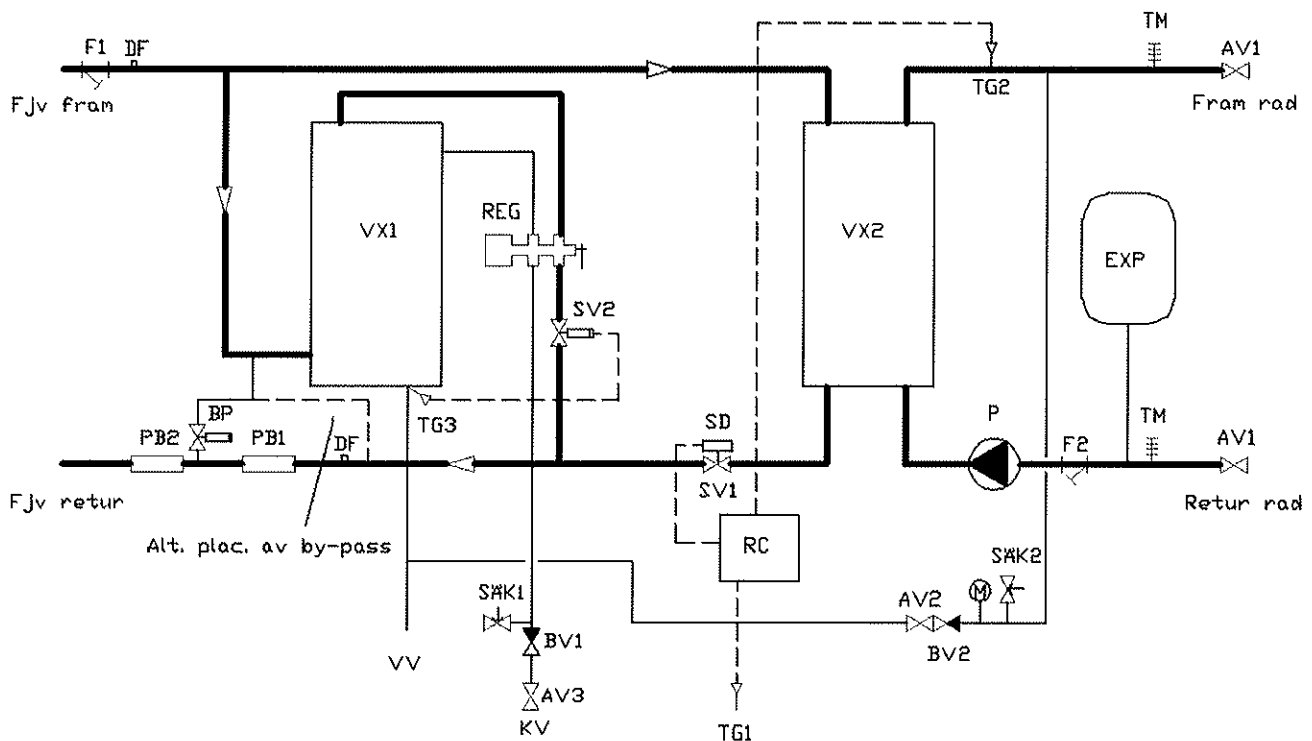 TM
F1 DF
AV1
TG2
Fjv fram
Fram rad
REG
VX1
VX2
EXP
SV2
P
TM
BP
TG3
SD
F2
AV1
PB2
PB1
DF
SV1
Fjv retur
Retur rad
Alt. plac. av by-pass
RC
SÄK2
SÄK1
AV2
M
BV1
BV2
VV
AV3
KV
TG1